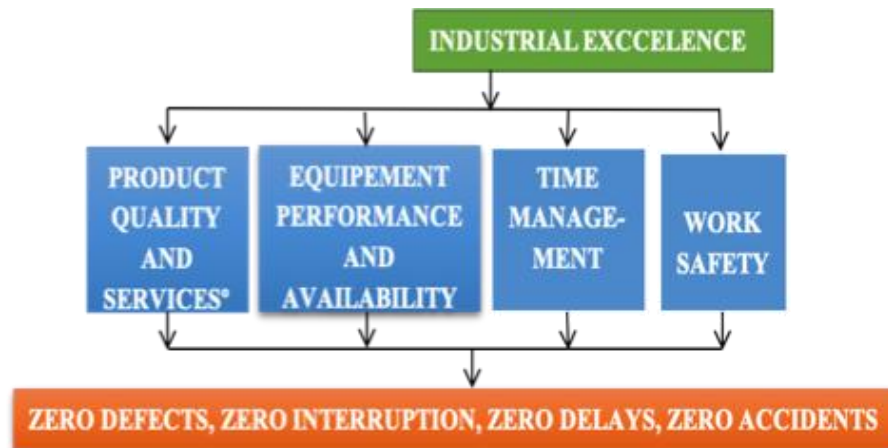 INDUSTRIAL EXCCELENCE
PRODUCT
QUALITY
AND
SERVICES°
EQUIPEMENT
PERFORMANCE
AND
AVAILABILITY
TIME
MANAGE-
MENT
WORK
SAFETY
ZERO DEFECTS, ZERO INTERRUPTION, ZERO DELAYS, ZERO ACCIDENTS